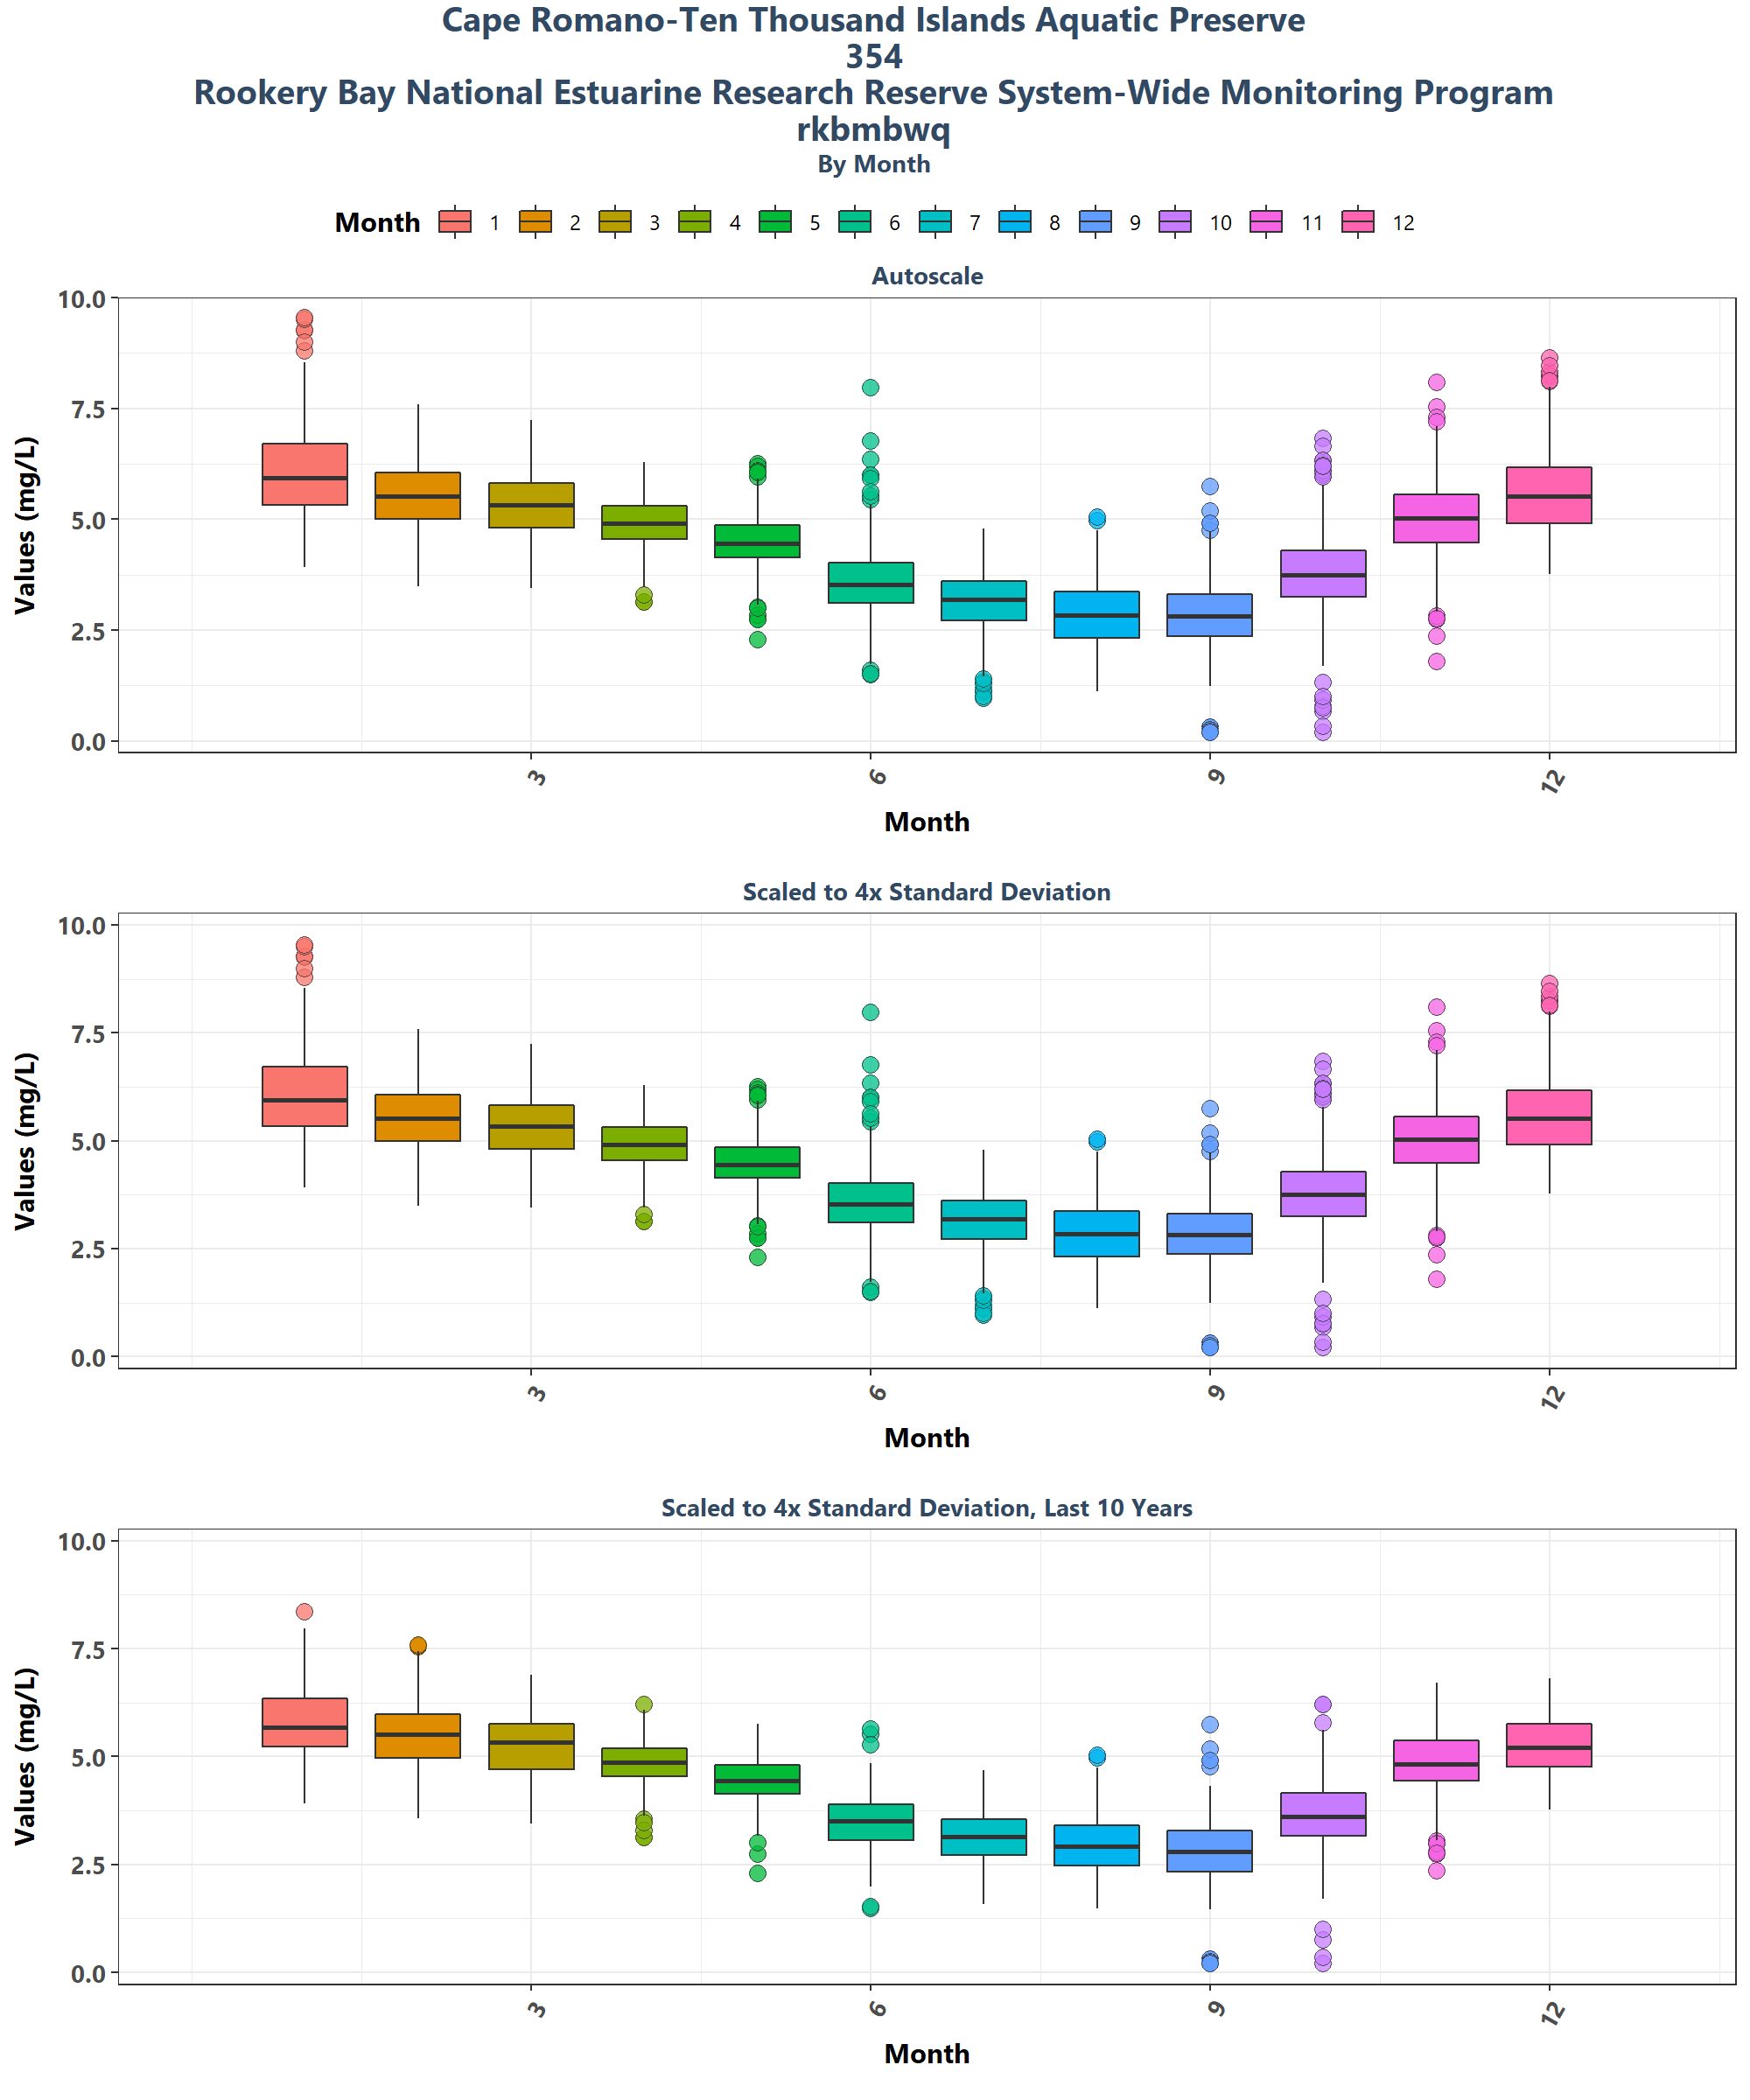 Cape Romano-Ten Thousand Islands Aquatic Preserve
354
Rookery Bay National Estuarine Research Reserve System-Wide Monitoring Program
rkbmbwq
By Month
Month 1 2 3 4 5 6 7 8 9 10 11 12
Autoscale
Values (mg/L)
10.0
7.5
5.0
2.5
0.0
3 6 9 12
Month
Scaled to 4x Standard Deviation
Values (mg/L)
10.0
7.5
5.0
2.5
0.0
3 6 9 12
Month
Scaled to 4x Standard Deviation, Last 10 Years
Values (mg/L)
10.0
7.5
5.0
2.5
0.0
3 6 9 12
Month